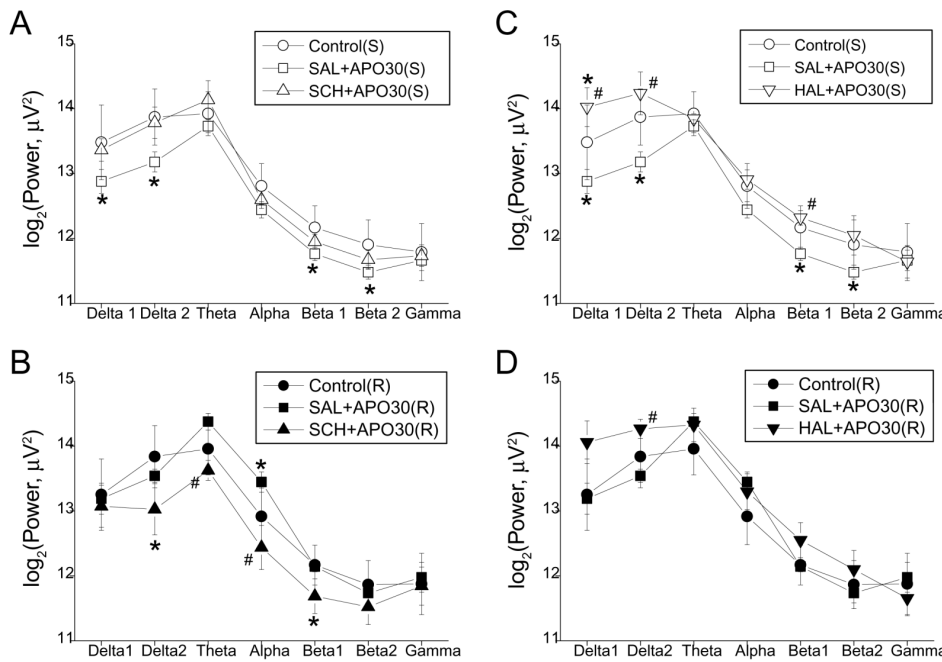 A
15
14
13
12
11
log₂(Power, μV²)
Control(S)
SAL+APO30(S)
SCH+APO30(S)
*
*
*
*
Delta 1 Delta 2 Theta Alpha Beta 1 Beta 2 Gamma
C
15
14
13
12
11
log₂(Power, μV²)
Control(S)
SAL+APO30(S)
HAL+APO30(S)
*
#
#
#
*
*
*
*
Delta 1 Delta 2 Theta Alpha Beta 1 Beta 2 Gamma
B
15
14
13
12
11
log₂(Power, μV²)
Control(R)
SAL+APO30(R)
SCH+APO30(R)
*
#
#
*
*
Delta1 Delta2 Theta Alpha Beta1 Beta2 Gamma
D
15
14
13
12
11
log₂(Power, μV²)
Control(R)
SAL+APO30(R)
HAL+APO30(R)
#
Delta1 Delta2 Theta Alpha Beta1 Beta2 Gamma